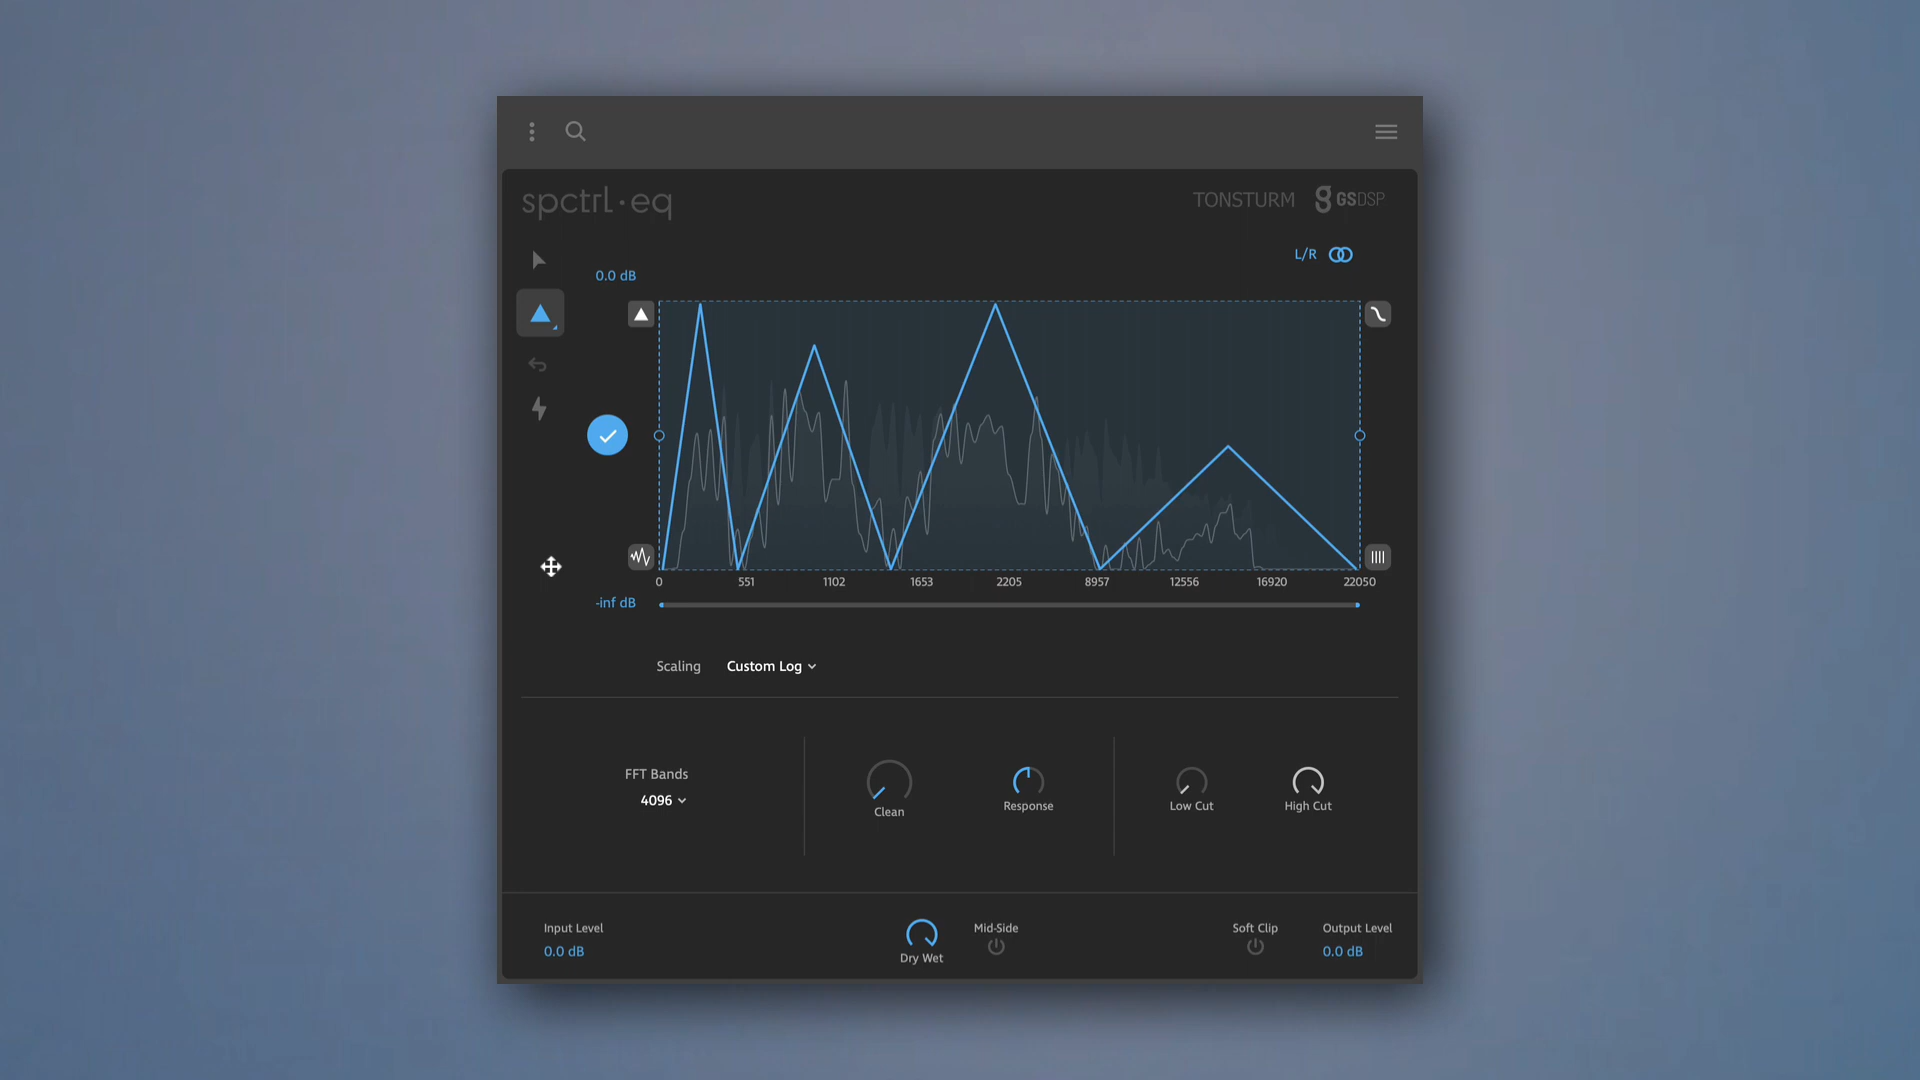 spctrl·eq
TONSTURM
GSDSP
L/R
0.0 dB
0 551 1102 1653 2205 8957 12556 16920 22050
-inf dB
Scaling Custom Log
FFT Bands
4096
Clean
Response
Low Cut
High Cut
Input Level
0.0 dB
Dry Wet
Mid-Side
Soft Clip
Output Level
0.0 dB